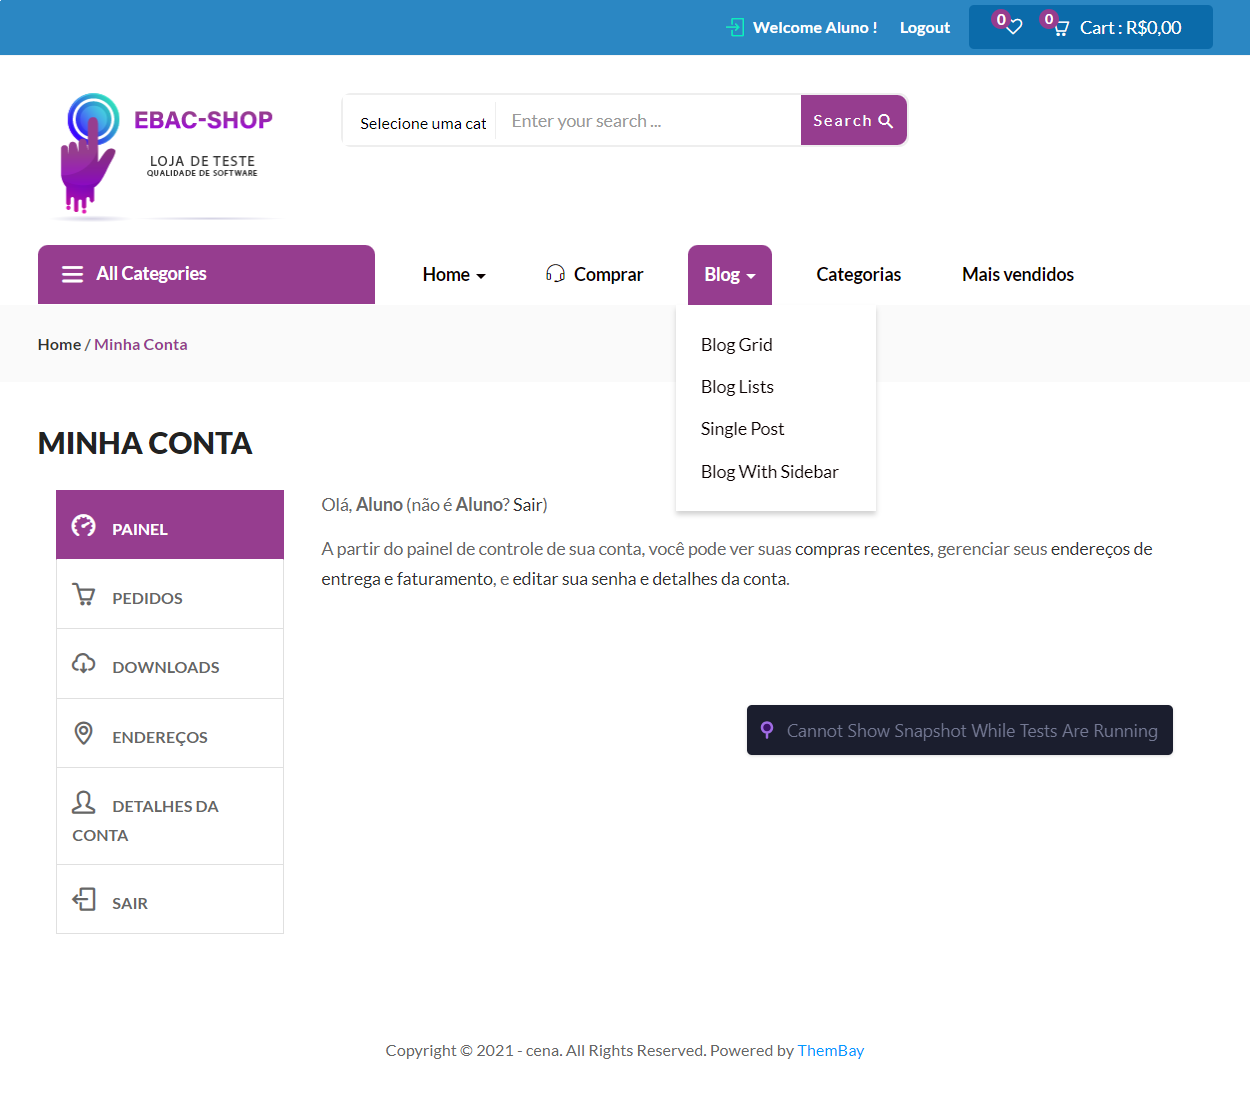 Welcome Aluno !
Logout
0
0
Cart : R$0,00
EBAC-SHOP
LOJA DE TESTE
QUALIDADE DE SOFTWARE
Selecione uma cat
Enter your search ...
Search
All Categories
Home
Comprar
Blog
Categorias
Mais vendidos
Blog Grid
Blog Lists
Single Post
Blog With Sidebar
Home / Minha Conta
MINHA CONTA
PAINEL
PEDIDOS
DOWNLOADS
ENDEREÇOS
DETALHES DA
CONTA
SAIR
Olá, Aluno (não é Aluno? Sair)
A partir do painel de controle de sua conta, você pode ver suas compras recentes, gerenciar seus endereços de
entrega e faturamento, e editar sua senha e detalhes da conta.
Cannot Show Snapshot While Tests Are Running
Copyright © 2021 - cena. All Rights Reserved. Powered by ThemBay